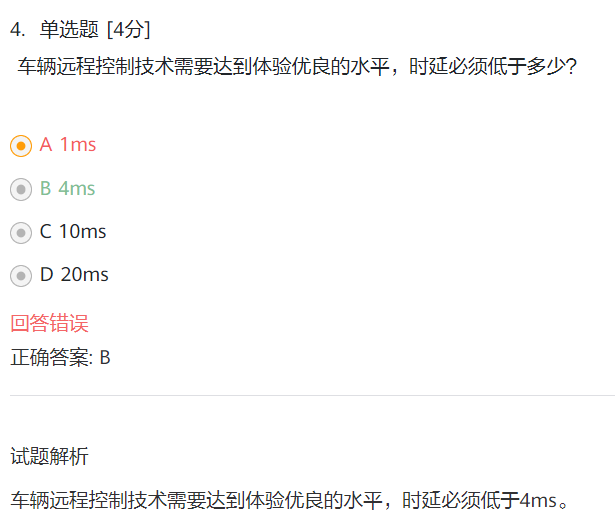 4. 单选题 [4分]
车辆远程控制技术需要达到体验优良的水平，时延必须低于多少?
A 1ms
B 4ms
C 10ms
D 20ms
回答错误
正确答案: B
试题解析
车辆远程控制技术需要达到体验优良的水平，时延必须低于4ms。